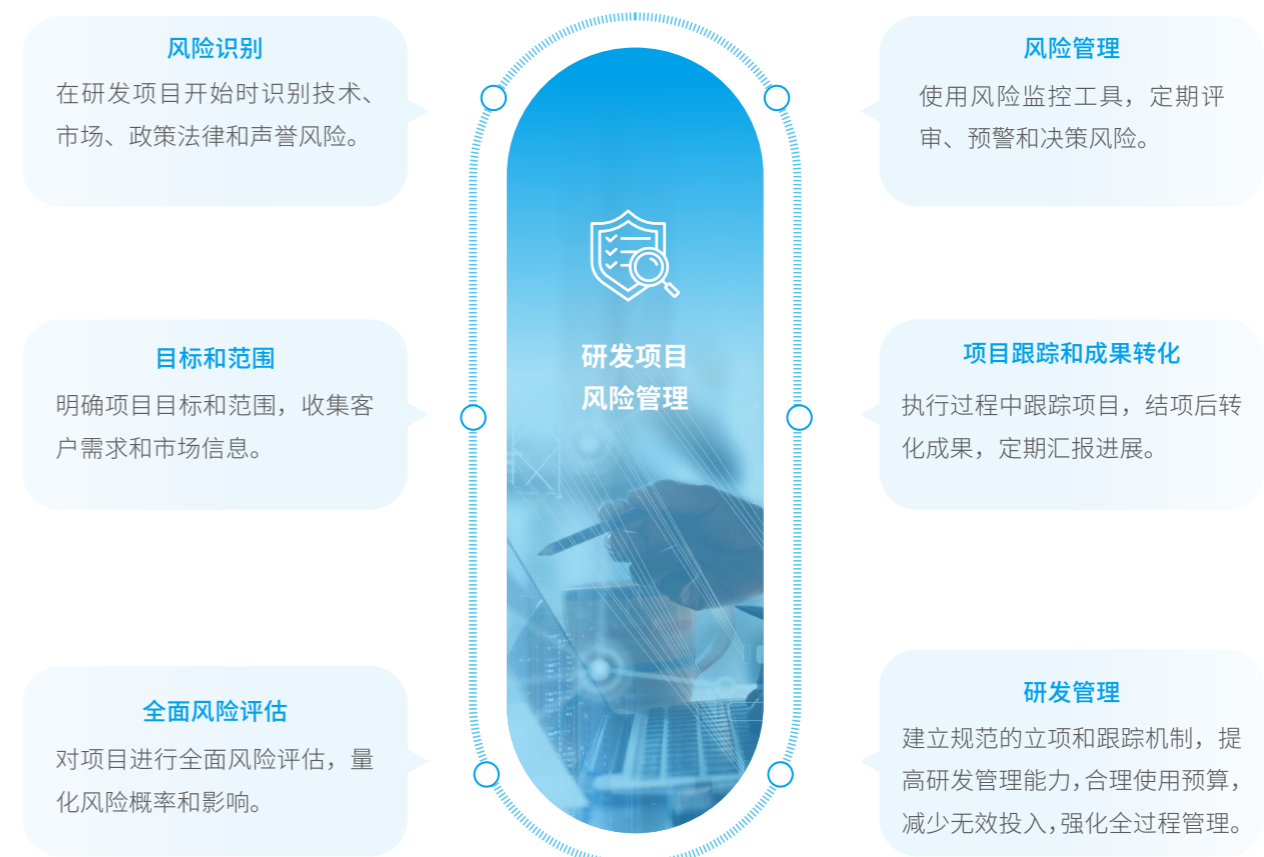 风险识别
在研发项目开始时识别技术、
市场、政策法律和声誉风险。
目标和范围
明确项目目标和范围，收集客
户需求和市场信息。
全面风险评估
对项目进行全面风险评估，量
化风险概率和影响。
研发项目
风险管理
风险管理
使用风险监控工具，定期评
审、预警和决策风险。
项目跟踪和成果转化
执行过程中跟踪项目，结项后转
化成果，定期汇报进展。
研发管理
建立规范的立项和跟踪机制，提
高研发管理能力，合理使用预算，
减少无效投入，强化全过程管理。